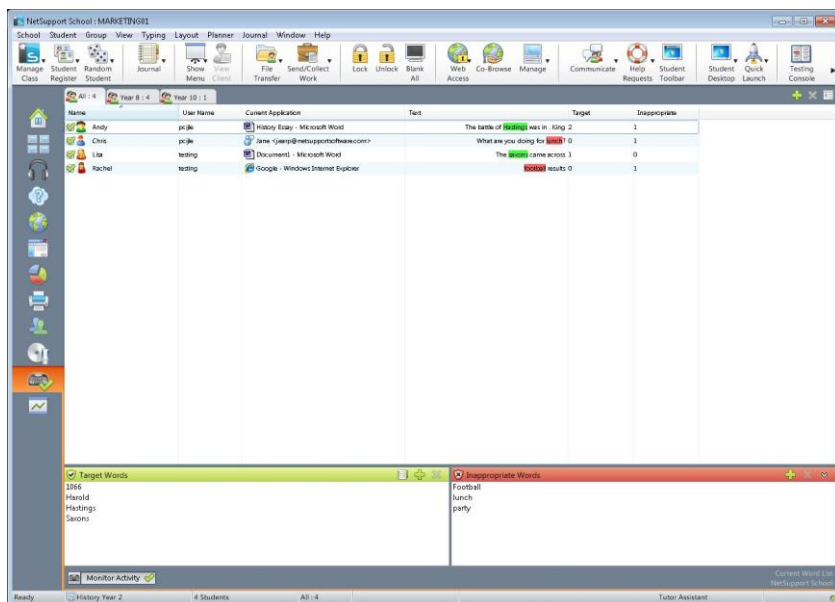 NetSupport School : MARKETING01
School Student Group View Typing Layout Planner Journal Window Help
Manage Class
Student Register
Random Student
Journal
Show Menu
View Client
File Transfer
Send/Collect Work
Lock
Unlock
Blank All
Web Access
Co-Browse
Manage
Communicate
Help Requests
Student Toolbar
Student Desktop
Quick Launch
Testing Console
All : 4 Year 8 : 4 Year 10 : 1
Name User Name Current Application Text Target Inappropriate
Andy pcjle History Essay - Microsoft Word The battle of Hastings was in . King 2 1
Chris pcjle Jane <jaarp@netsupportsoftware.com> What are you doing for lunch? 0 1
Lisa testing Document1 - Microsoft Word The saxons came across 1 0
Rachel testing Google - Windows Internet Explorer football results 0 1
Target Words Inappropriate Words
1066
Harold
Hastings
Saxons
Football
lunch
party
Monitor Activity
Current Word List
NetSupport School
Ready History Year 2 4 Students All : 4 Tutor Assistant